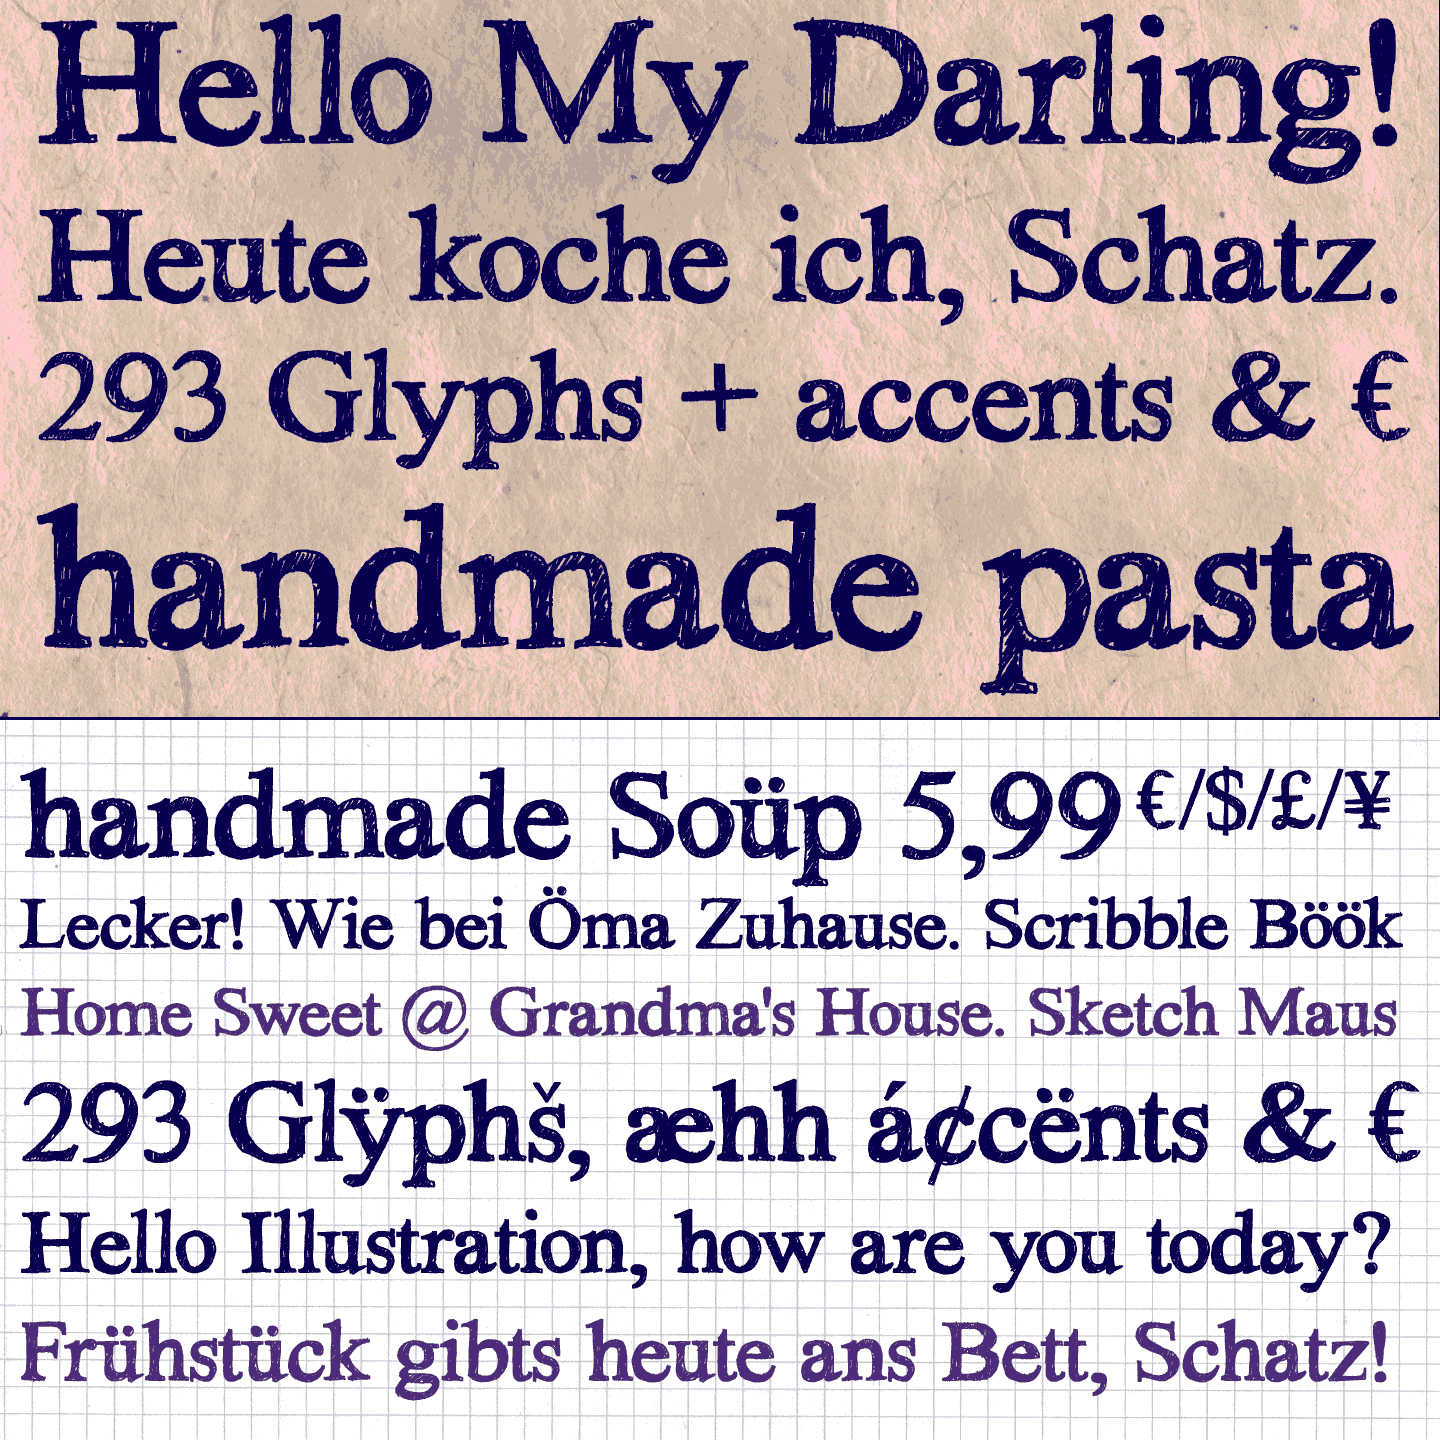 Hello My Darling!
Heute koche ich, Schatz.
293 Glyphs + accents & €
handmade pasta
handmade Soüp 5,99 €/$/£/¥
Lecker! Wie bei Öma Zuhause. Scribble Böök
Home Sweet @ Grandma's House. Sketch Maus
293 Glÿphš, æhh á¢cënts & €
Hello Illustration, how are you today?
Frühstück gibts heute ans Bett, Schatz!